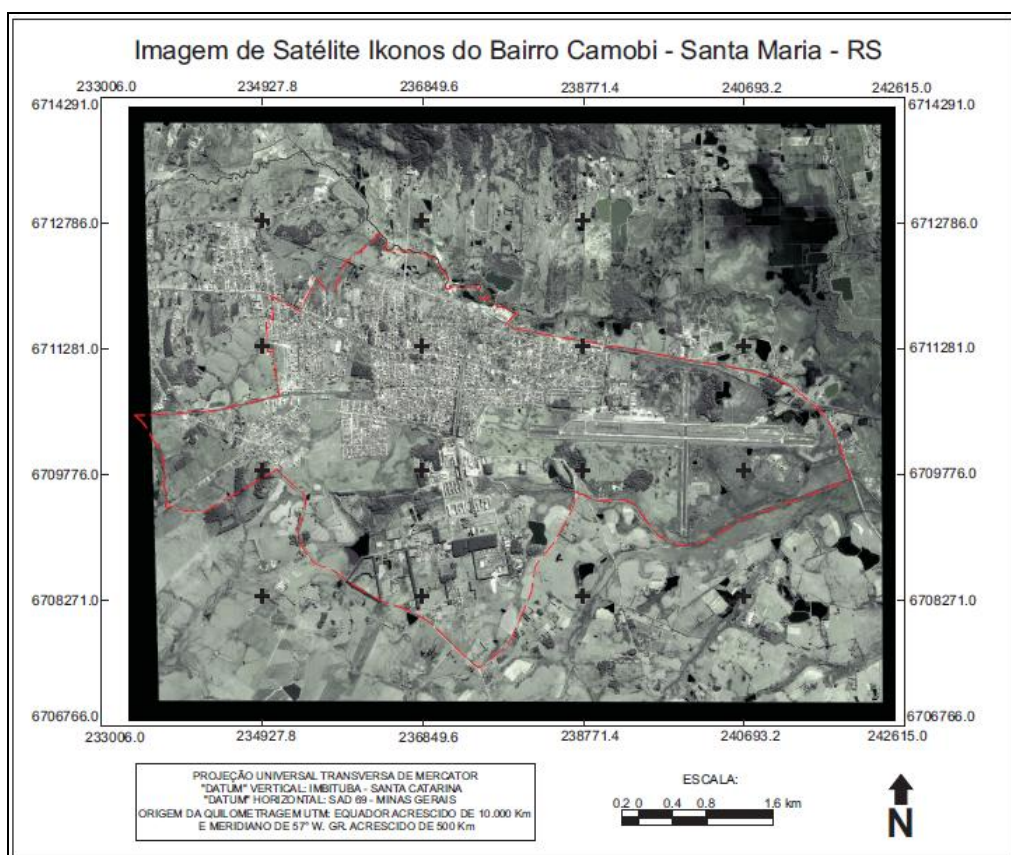 Imagem de Satélite Ikonos do Bairro Camobi - Santa Maria - RS
233006.0 234927.8 236849.6 238771.4 240693.2 242615.0
6714291.0 6714291.0
6712786.0 6712786.0
6711281.0 6711281.0
6709776.0 6709776.0
6708271.0 6708271.0
6706766.0 6706766.0
233006.0 234927.8 236849.6 238771.4 240693.2 242615.0
PROJEÇÃO UNIVERSAL TRANSVERSA DE MERCATOR
"DATUM" VERTICAL: IMBITUBA - SANTA CATARINA
"DATUM" HORIZONTAL: SAD 69 - MINAS GERAIS
ORIGEM DA QUILOMETRAGEM UTM: EQUADOR ACRESCIDO DE 10.000 Km
E MERIDIANO DE 57° W. GR. ACRESCIDO DE 500 Km
ESCALA:
0.2 0 0.4 0.8 1.6 km
N